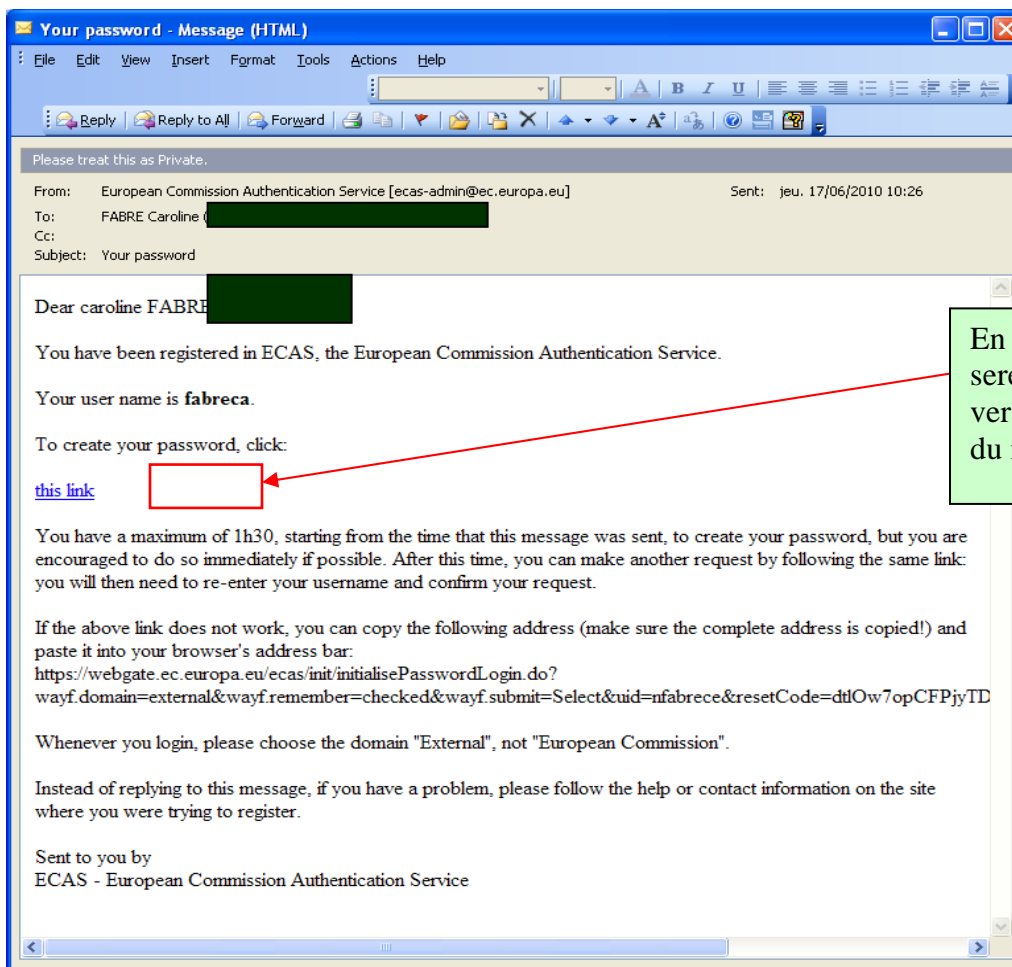 Your password - Message (HTML)
File Edit View Insert Format Tools Actions Help
A B I U
Reply Reply to All Forward
Please treat this as Private.
From: European Commission Authentication Service [ecas-admin@ec.europa.eu] Sent: jeu. 17/06/2010 10:26
To: FABRE Caroline (
Cc:
Subject: Your password
Dear caroline FABRE
You have been registered in ECAS, the European Commission Authentication Service.
Your user name is fabreca.
To create your password, click:
this link
You have a maximum of 1h30, starting from the time that this message was sent, to create your password, but you are
encouraged to do so immediately if possible. After this time, you can make another request by following the same link:
you will then need to re-enter your username and confirm your request.
If the above link does not work, you can copy the following address (make sure the complete address is copied!) and
paste it into your browser's address bar:
https://webgate.ec.europa.eu/ecas/init/initialisePasswordLogin.do?
wayf.domain=external&wayf.remember=checked&wayf.submit=Select&uid=nfabrece&resetCode=dtlOw7opCFPjyTD
Whenever you login, please choose the domain "External", not "European Commission".
Instead of replying to this message, if you have a problem, please follow the help or contact information on the site
where you were trying to register.
Sent to you by
ECAS - European Commission Authentication Service
En
sere
ver
du